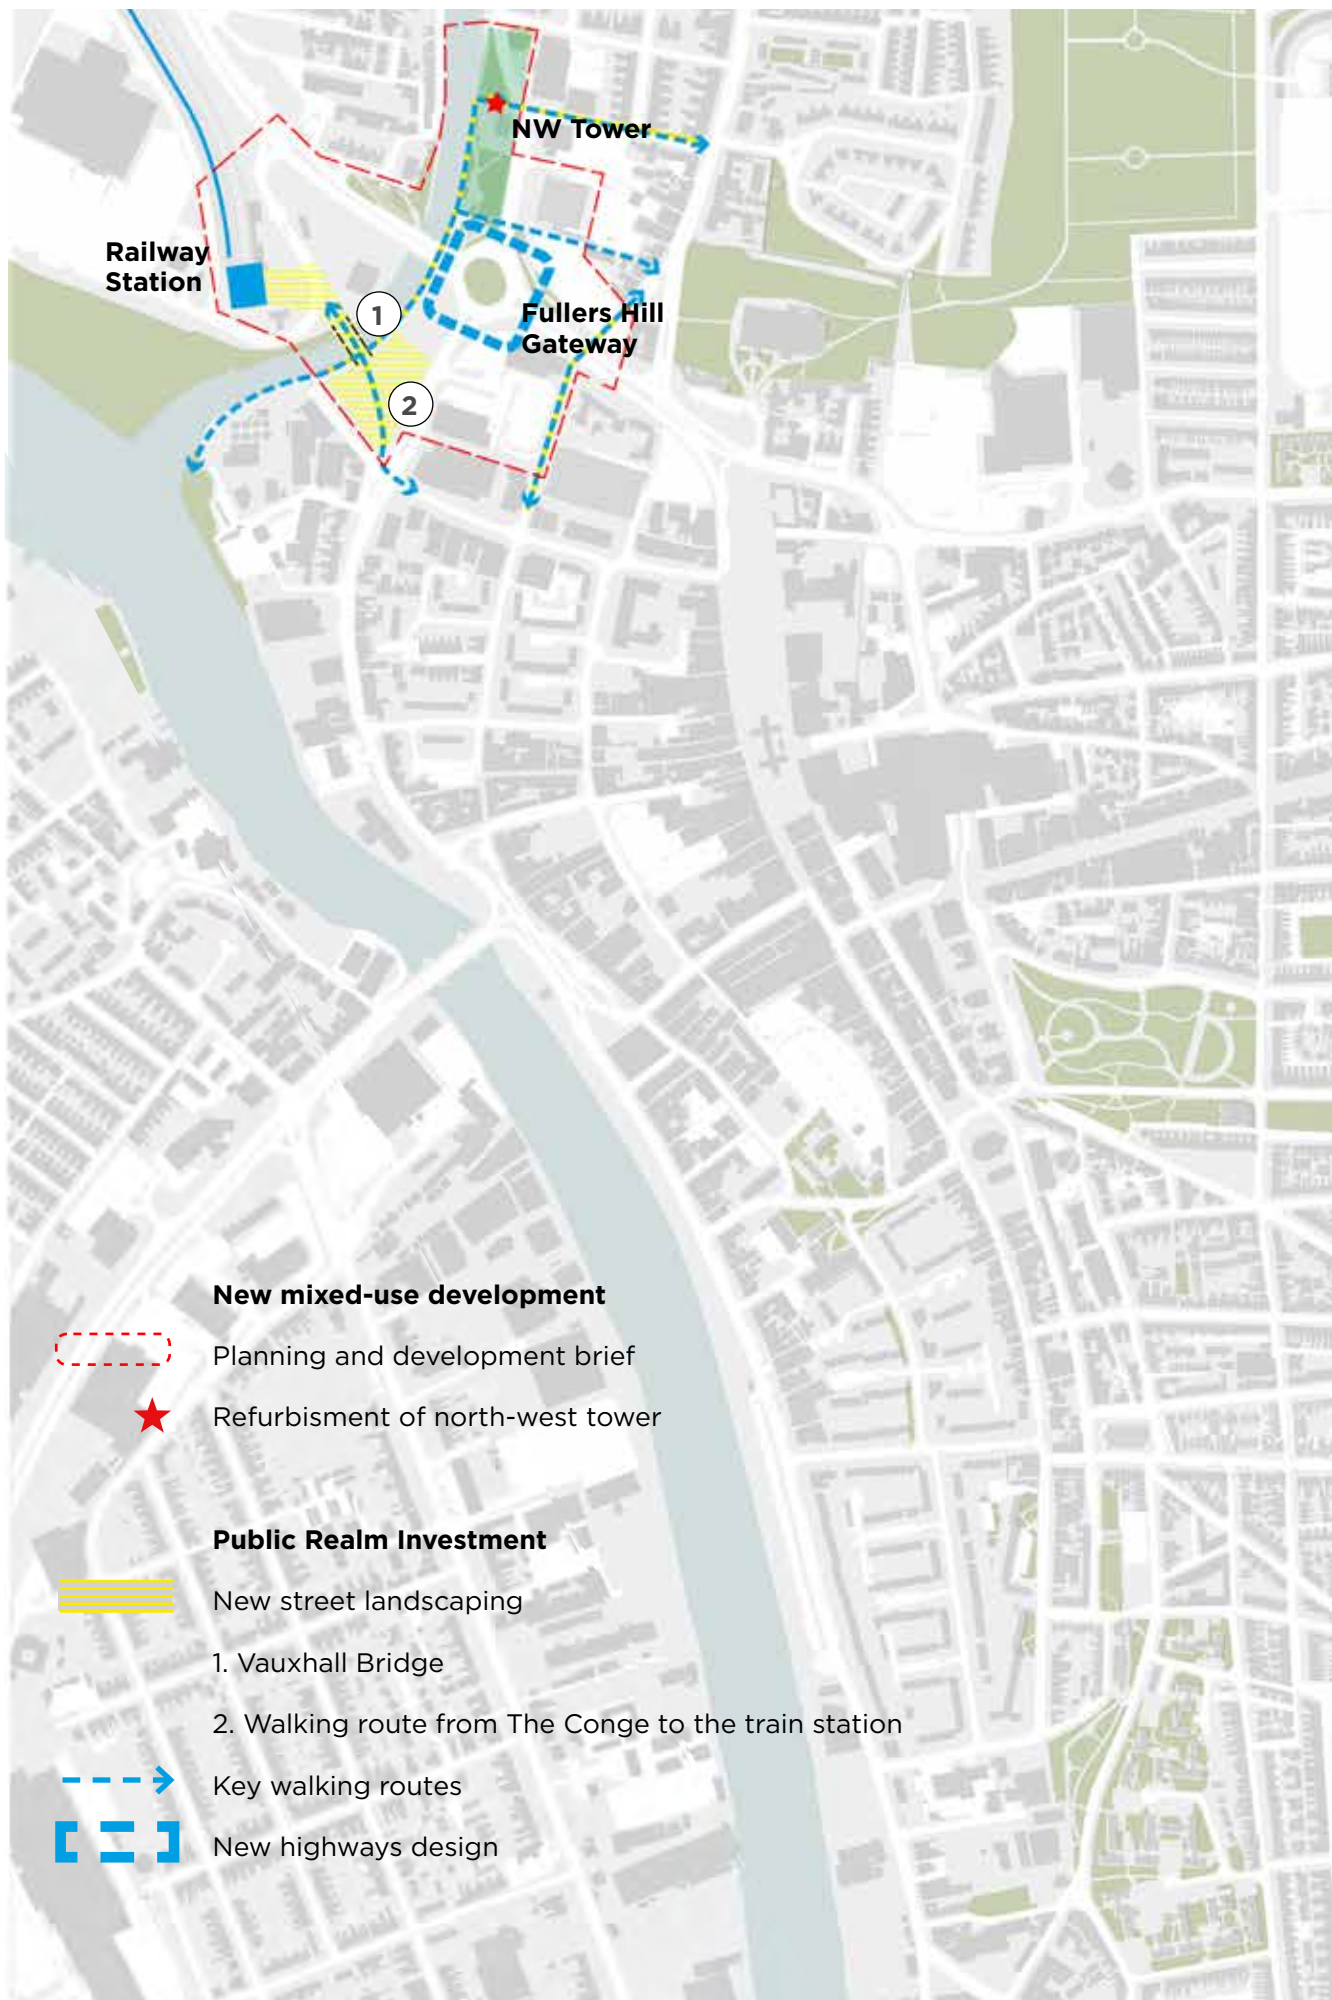 NW Tower
Railway
Station
1
Fullers Hill
Gateway
2
New mixed-use development
Planning and development brief
Refurbisment of north-west tower
Public Realm Investment
New street landscaping
1. Vauxhall Bridge
2. Walking route from The Conge to the train station
Key walking routes
New highways design